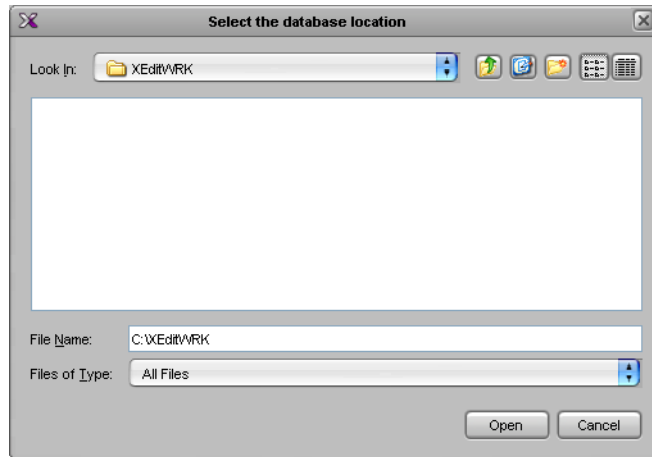 Select the database location
Look In: XEditWRK
File Name: C:\XEditWRK
Files of Type: All Files
Open Cancel